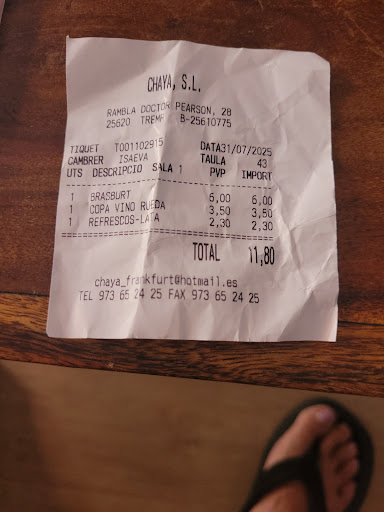 CHAYA, S.L.
RAMBLA DOCTOR PEARSON, 28
25620 TREMP B-25610775
TIQUET T001102915 DATA31/07/2025
CAMBRER ISAEVA TAULA 43
UTS DESCRIPCIO SALA 1 PVP IMPORT
1 BRASBURT 6,00 6,00
1 COPA VINO RUEDA 3,50 3,50
1 REFRESCOS-LATA 2,30 2,30
TOTAL 11,80
chaya_frankfurt@hotmail.es
TEL 973 65 24 25 FAX 973 65 24 25